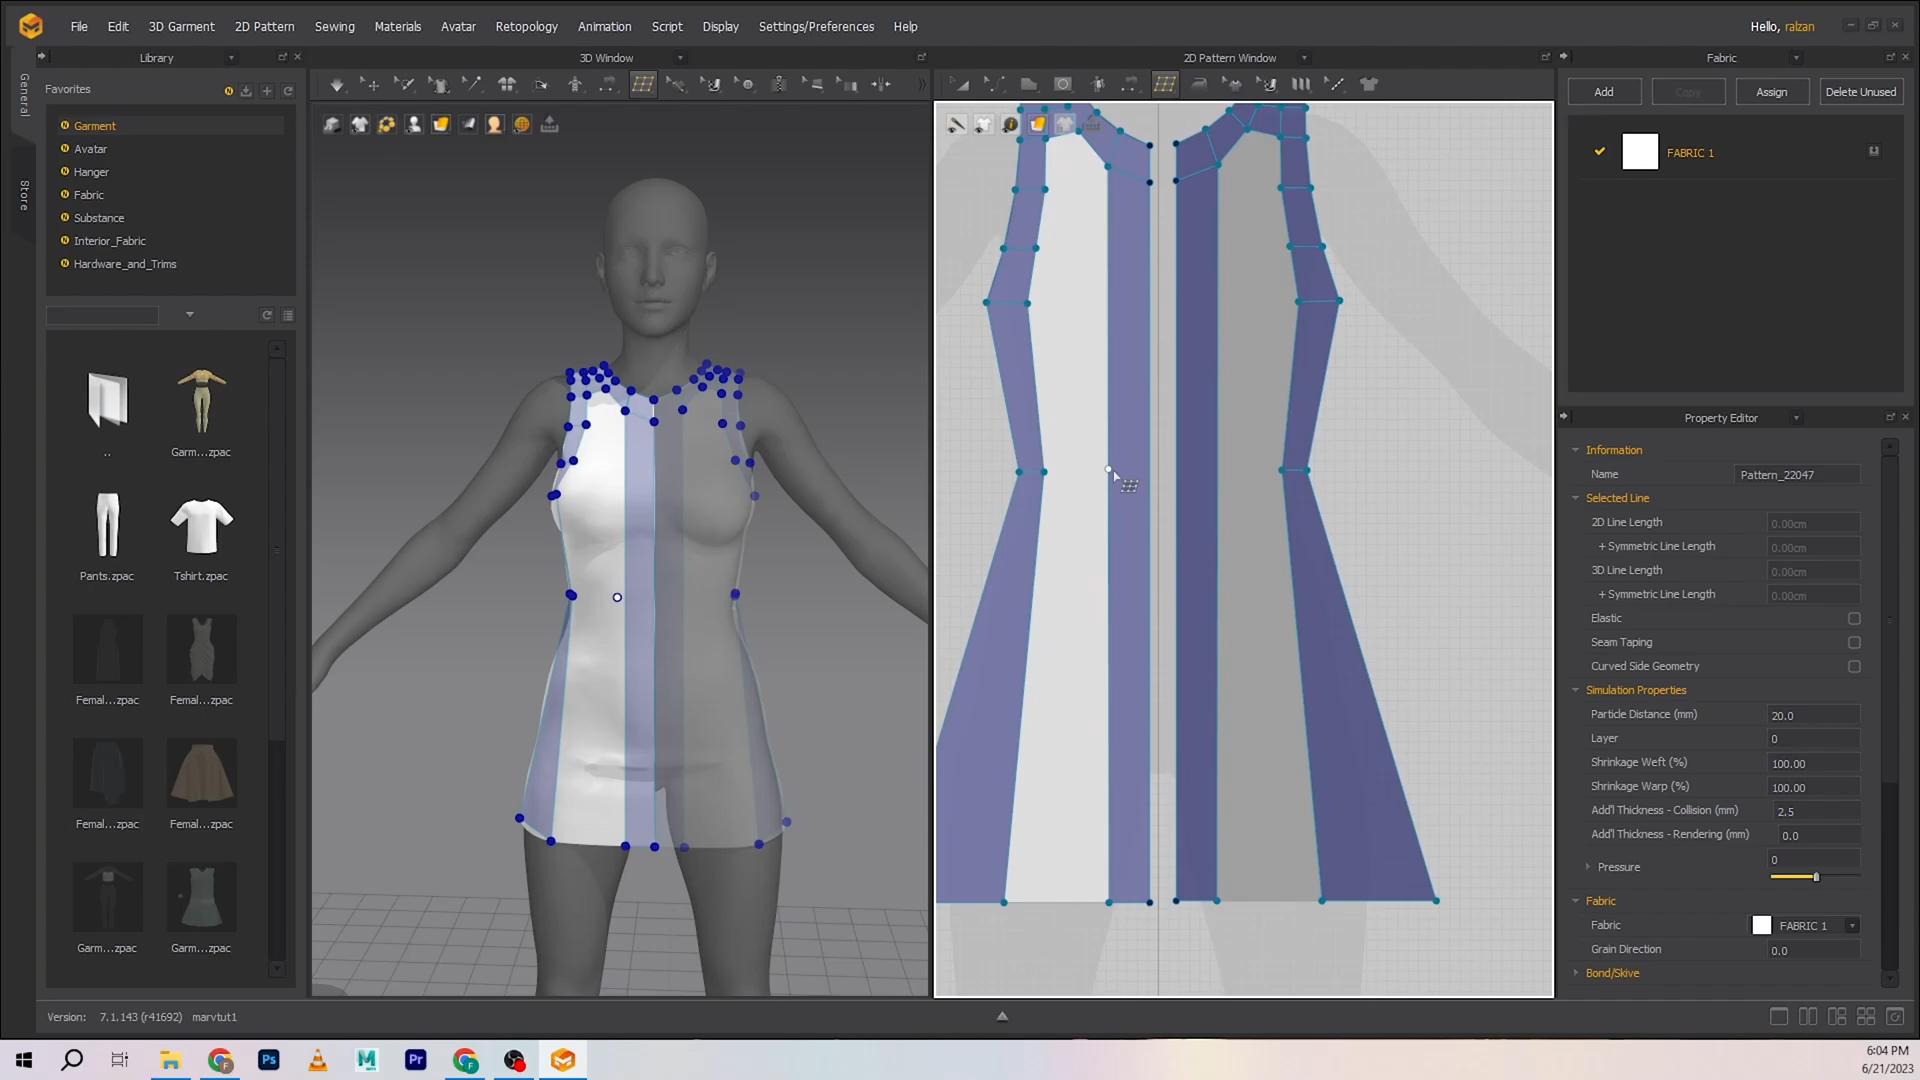 File Edit 3D Garment 2D Pattern Sewing Materials Avatar Retopology Animation Script Display Settings/Preferences Help
Hello, ralzan
Library
3D Window
2D Pattern Window
Fabric
General
Store
Favorites
Garment
Avatar
Hanger
Fabric
Substance
Interior_Fabric
Hardware_and_Trims
..
Garm...zpac
Pants.zpac
Tshirt.zpac
Femal...zpac
Femal...zpac
Femal...zpac
Femal...zpac
Garm...zpac
Garm...zpac
Add
Copy
Assign
Delete Unused
FABRIC 1
Property Editor
Information
Name Pattern_22047
Selected Line
2D Line Length 0.00cm
+ Symmetric Line Length 0.00cm
3D Line Length 0.00cm
+ Symmetric Line Length 0.00cm
Elastic
Seam Taping
Curved Side Geometry
Simulation Properties
Particle Distance (mm) 20.0
Layer 0
Shrinkage Weft (%) 100.00
Shrinkage Warp (%) 100.00
Add'l Thickness - Collision (mm) 2.5
Add'l Thickness - Rendering (mm) 0.0
Pressure 0
Fabric
Fabric FABRIC 1
Grain Direction 0.0
Bond/Skive
Version: 7.1.143 (r41692) marvtut1
Ps
M
Pr
6:04 PM
6/21/2023